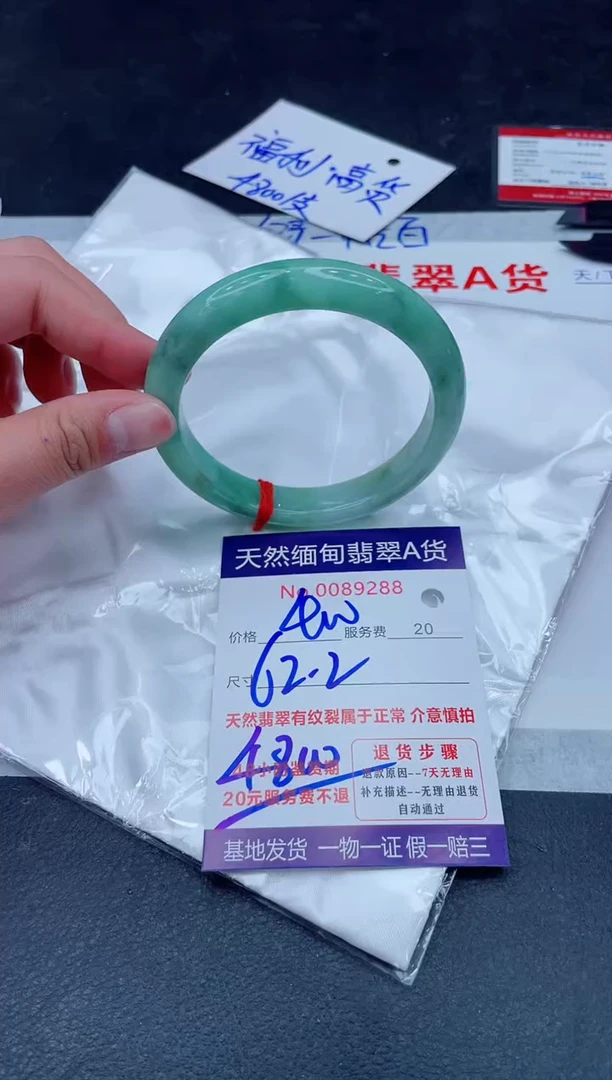 福利·高货
4800/支
翡翠A货
天然缅甸翡翠A货
No.0089288
价格 服务费 20
尺寸 62.2
天然翡翠有纹裂属于正常 介意慎拍
4800
20元服务费不退
退货步骤
退款原因--7天无理由
补充描述--无理由退货
自动通过
基地发货 一物一证 假一赔三